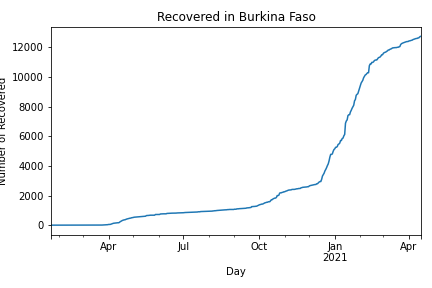 Recovered in Burkina Faso
Number of Recovered
12000
10000
8000
6000
4000
2000
0
Apr
Jul
Oct
Jan
2021
Apr
Day